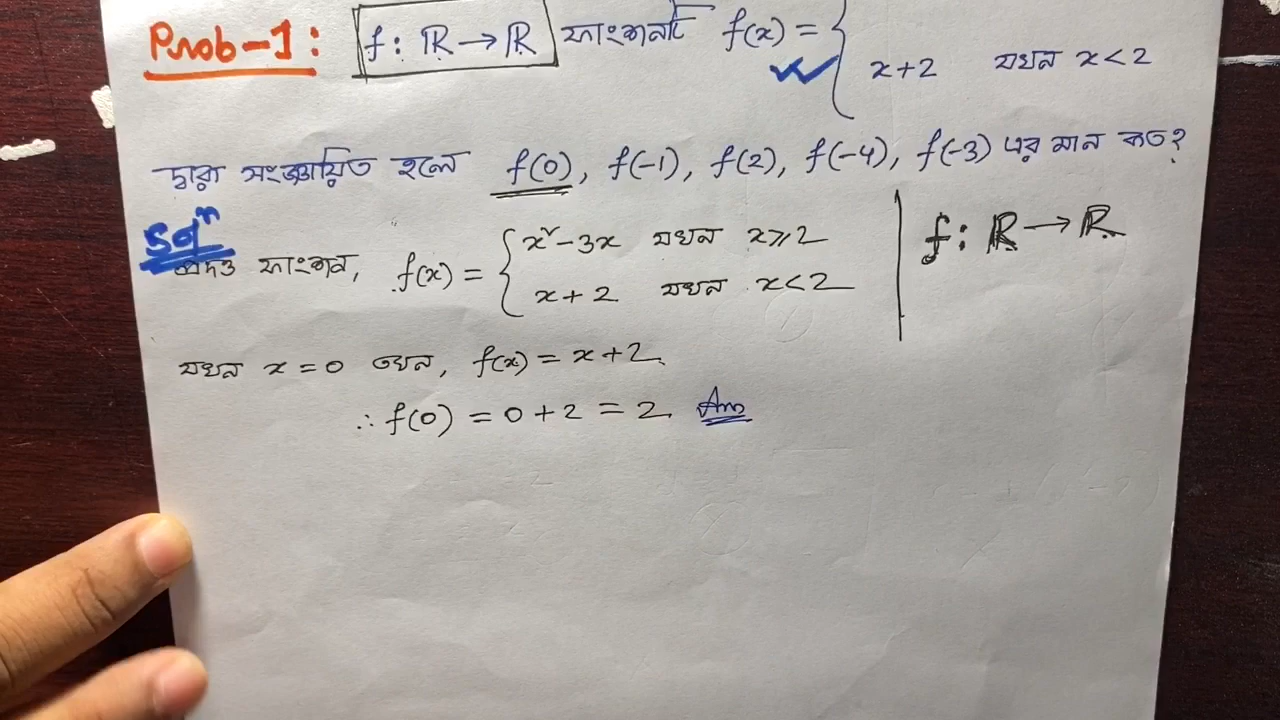 Prob-1: f: ℝ → ℝ ফাংশনটি f(x) = {
x+2 যখন x < 2
দ্বারা সংজ্ঞায়িত হলে f(0), f(-1), f(2), f(-4), f(-3) এর মান কত?
Solⁿ
প্রদত্ত ফাংশন, f(x) = { x² - 3x যখন x ≥ 2
x + 2 যখন x < 2
f: ℝ → ℝ
যখন x = 0 তখন, f(x) = x + 2
∴ f(0) = 0 + 2 = 2 Ans